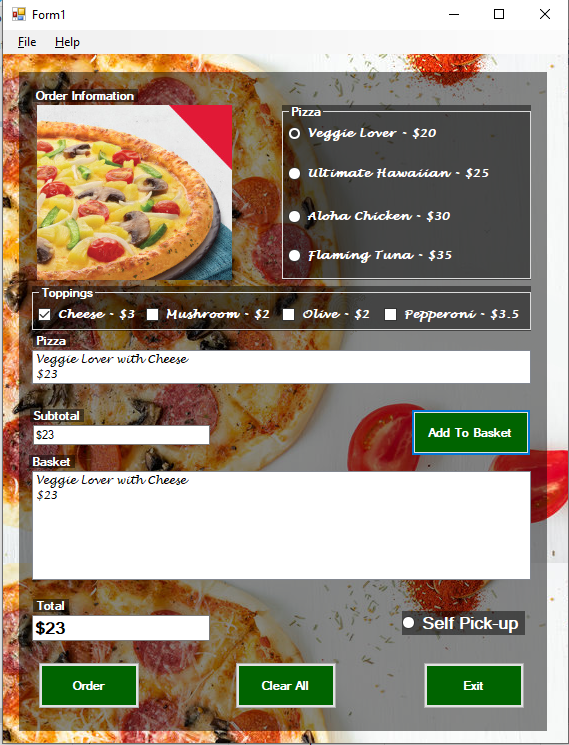 Form1
File Help
Order Information
Pizza
Veggie Lover - $20
Ultimate Hawaiian - $25
Aloha Chicken - $30
Flaming Tuna - $35
Toppings
Cheese - $3 Mushroom - $2 Olive - $2 Pepperoni - $3.5
Pizza
Veggie Lover with Cheese
$23
Subtotal
$23
Add To Basket
Basket
Veggie Lover with Cheese
$23
Total
$23
Self Pick-up
Order Clear All Exit